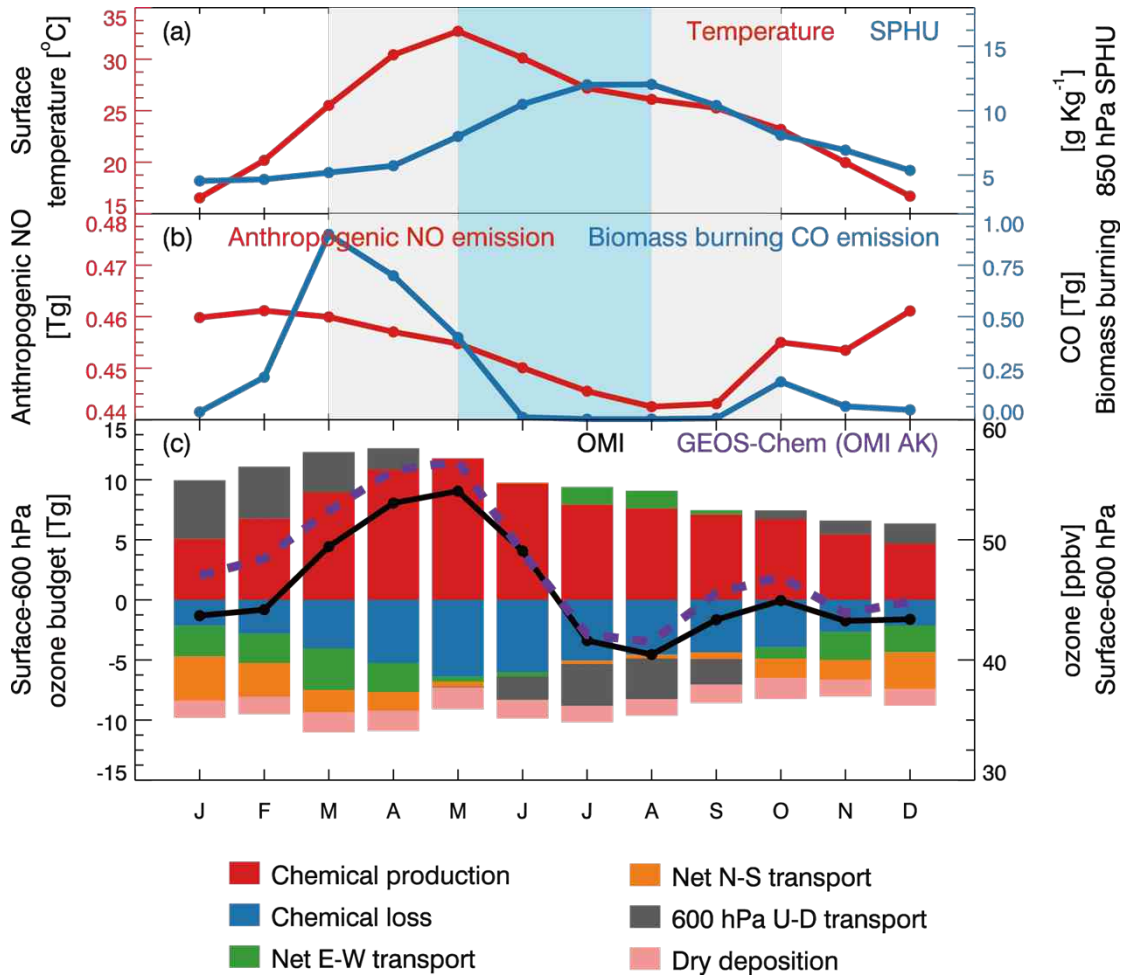 (a)
Temperature
SPHU
35
30
25
20
15
Surface
temperature [°C]
15
10
5
[g Kg⁻¹]
850 hPa SPHU
(b)
Anthropogenic NO emission
Biomass burning CO emission
0.48
0.47
0.46
0.45
0.44
Anthropogenic NO
[Tg]
1.00
0.75
0.50
0.25
0.00
CO [Tg]
Biomass burning
(c)
OMI
GEOS-Chem (OMI AK)
15
10
5
0
-5
-10
-15
Surface-600 hPa
ozone budget [Tg]
60
50
40
30
ozone [ppbv]
Surface-600 hPa
J F M A M J J A S O N D
Chemical production
Chemical loss
Net E-W transport
Net N-S transport
600 hPa U-D transport
Dry deposition